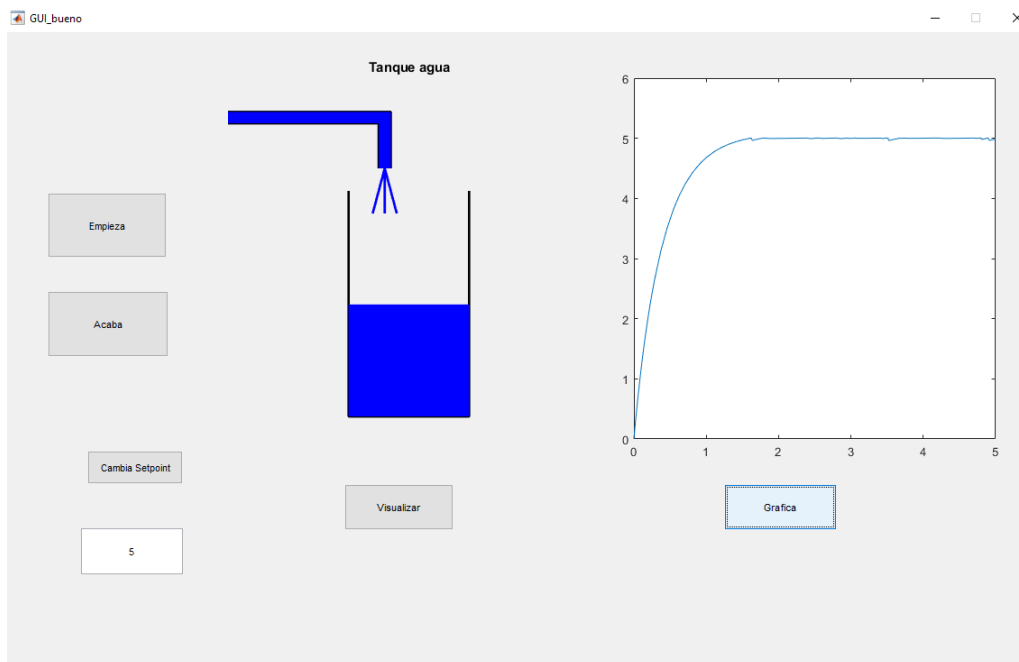 GUI_bueno
Tanque agua
Empieza
Acaba
Cambia Setpoint
5
Visualizar
6
5
4
3
2
1
0
0 1 2 3 4 5
Grafica